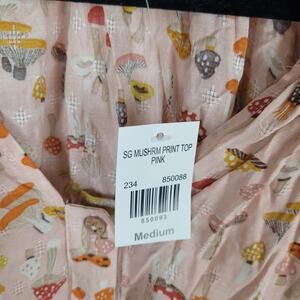 SG MUSHRM PRINT TOP
PINK
234 850088
850093
Medium